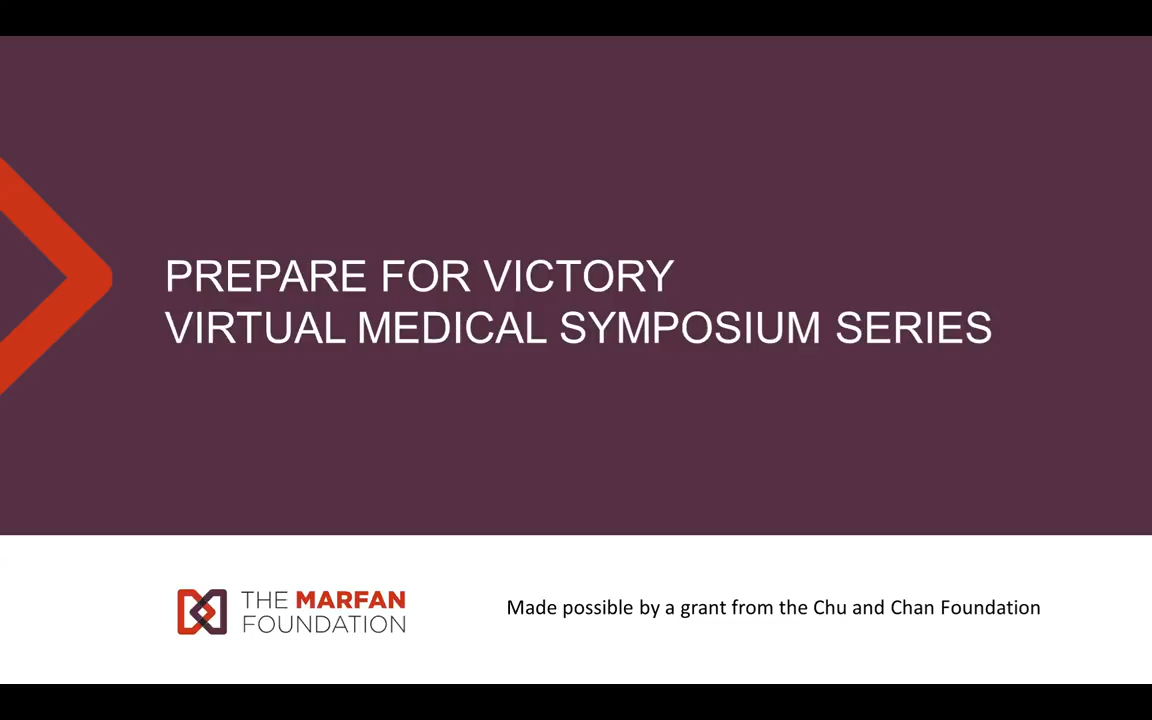 PREPARE FOR VICTORY
VIRTUAL MEDICAL SYMPOSIUM SERIES
THE MARFAN
FOUNDATION
Made possible by a grant from the Chu and Chan Foundation